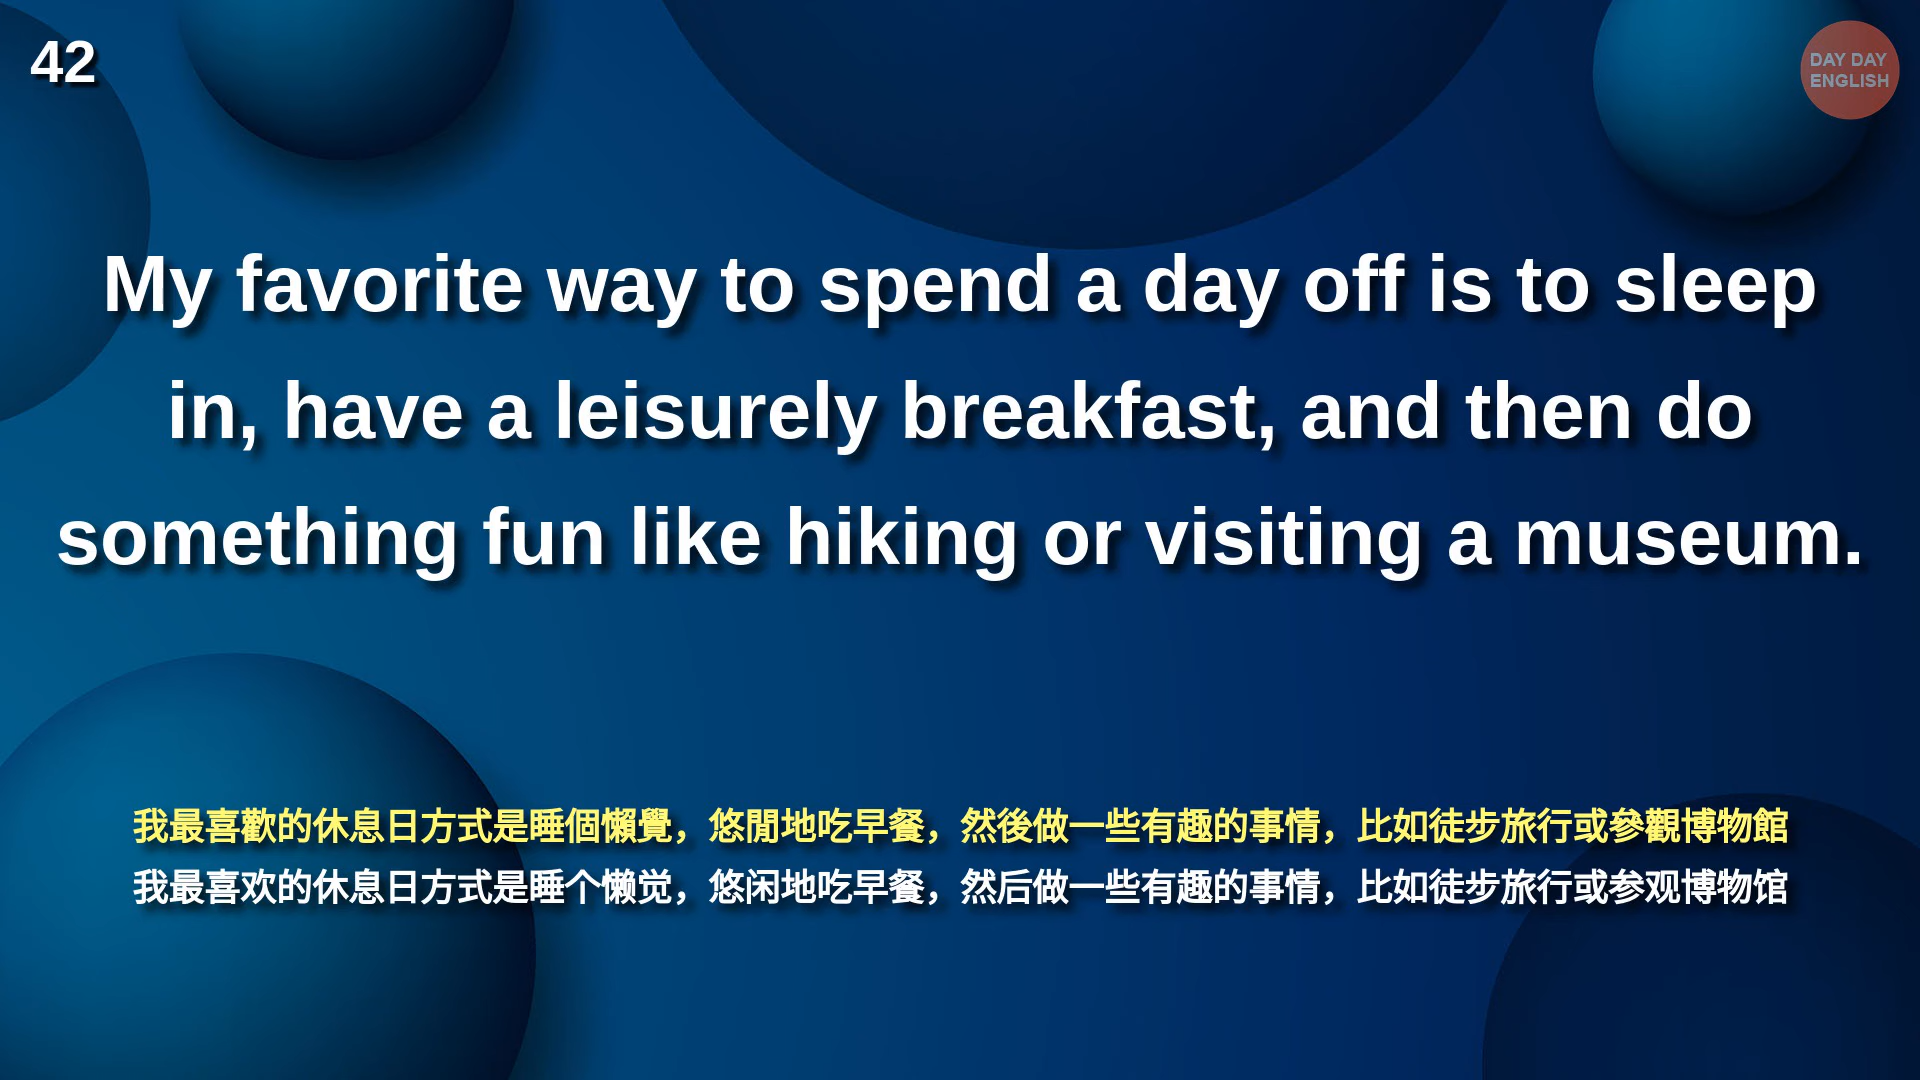 42
DAY DAY
ENGLISH
My favorite way to spend a day off is to sleep
in, have a leisurely breakfast, and then do
something fun like hiking or visiting a museum.
我最喜歡的休息日方式是睡個懶覺，悠閒地吃早餐，然後做一些有趣的事情，比如徒步旅行或參觀博物館
我最喜欢的休息日方式是睡个懒觉，悠闲地吃早餐，然后做一些有趣的事情，比如徒步旅行或参观博物馆